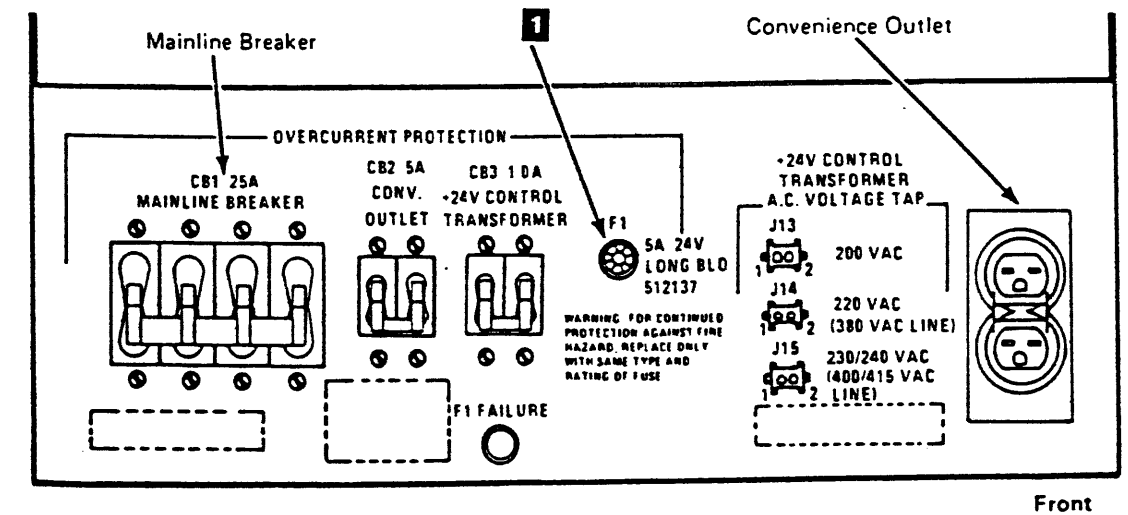 Mainline Breaker
1
Convenience Outlet
OVERCURRENT PROTECTION
CB1 25A
MAINLINE BREAKER
CB2 5A
CONV.
OUTLET
CB3 10A
+24V CONTROL
TRANSFORMER
F1
5A 24V
LONG BLO
512137
WARNING FOR CONTINUED
PROTECTION AGAINST FIRE
HAZARD, REPLACE ONLY
WITH SAME TYPE AND
RATING OF FUSE
F1 FAILURE
+24V CONTROL
TRANSFORMER
A.C. VOLTAGE TAP
J13
1 2
200 VAC
J14
1 2
220 VAC
(380 VAC LINE)
J15
1 2
230/240 VAC
(400/415 VAC
LINE)
Front